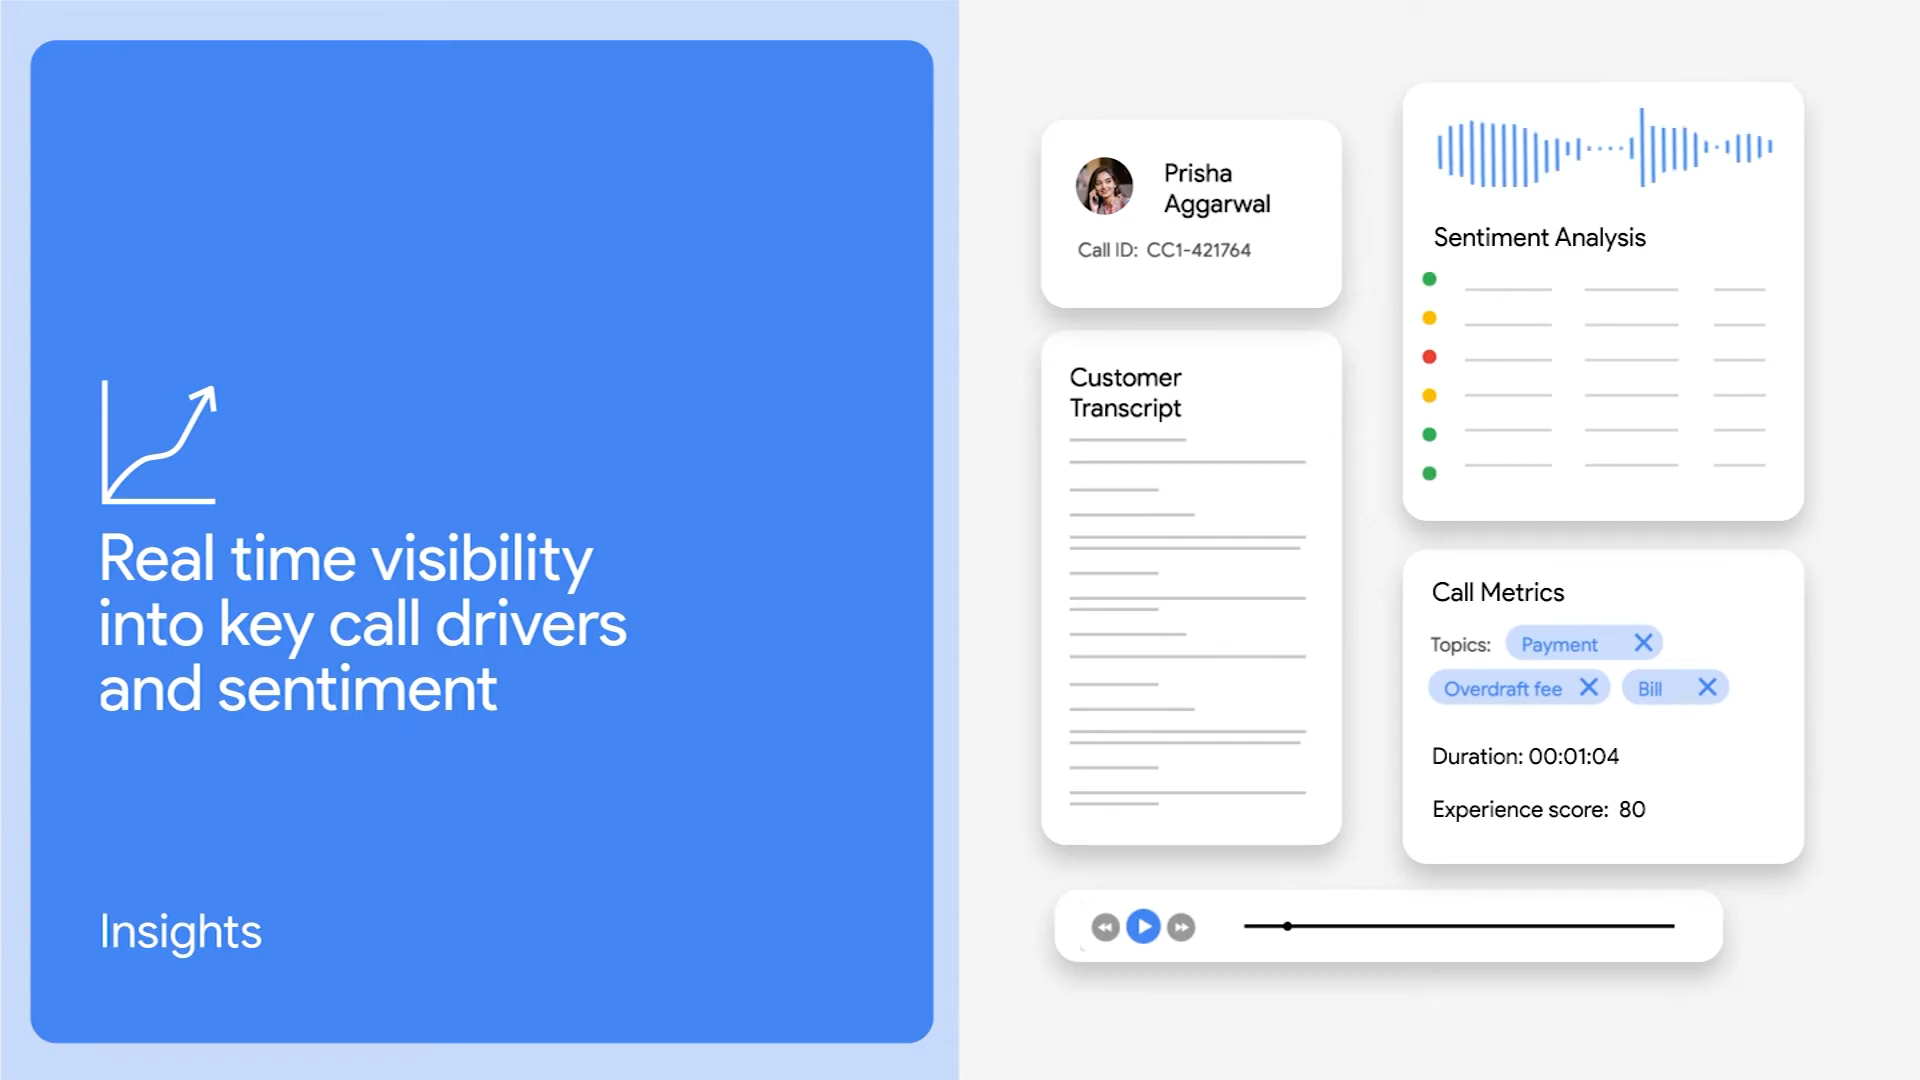 Real time visibility
into key call drivers
and sentiment
Insights
Prisha
Aggarwal
Call ID: CC1-421764
Customer
Transcript
Sentiment Analysis
Call Metrics
Topics: Payment
Overdraft fee Bill
Duration: 00:01:04
Experience score: 80